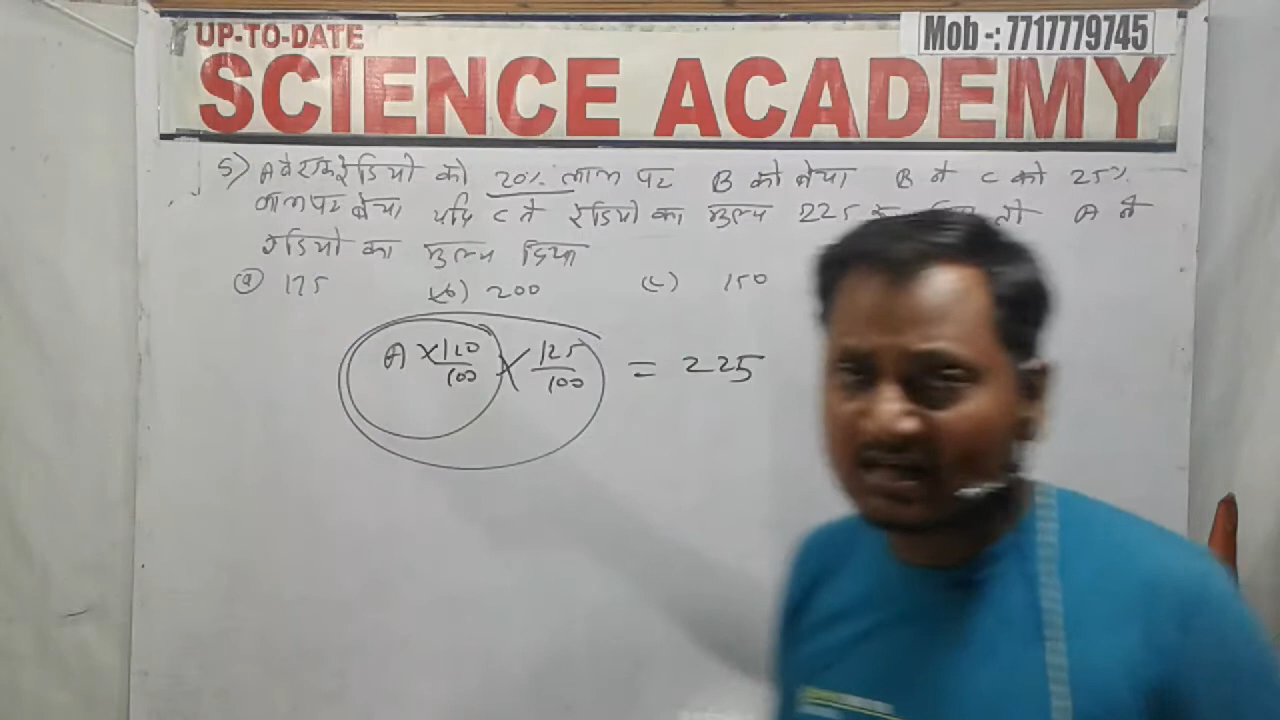 UP-TO-DATE
Mob -: 7717779745
SCIENCE ACADEMY
5) A ने एक रेडियो को 20% लाभ पर B को बेचा B ने C को 25%
लाभ पर बेचा यदि C ने रेडियो का मुल्य 225 तो A ने
रेडियो का मुल्य दिया
(a) 125 (b) 200 (c) 150
A × 120/100 × 125/100 = 225